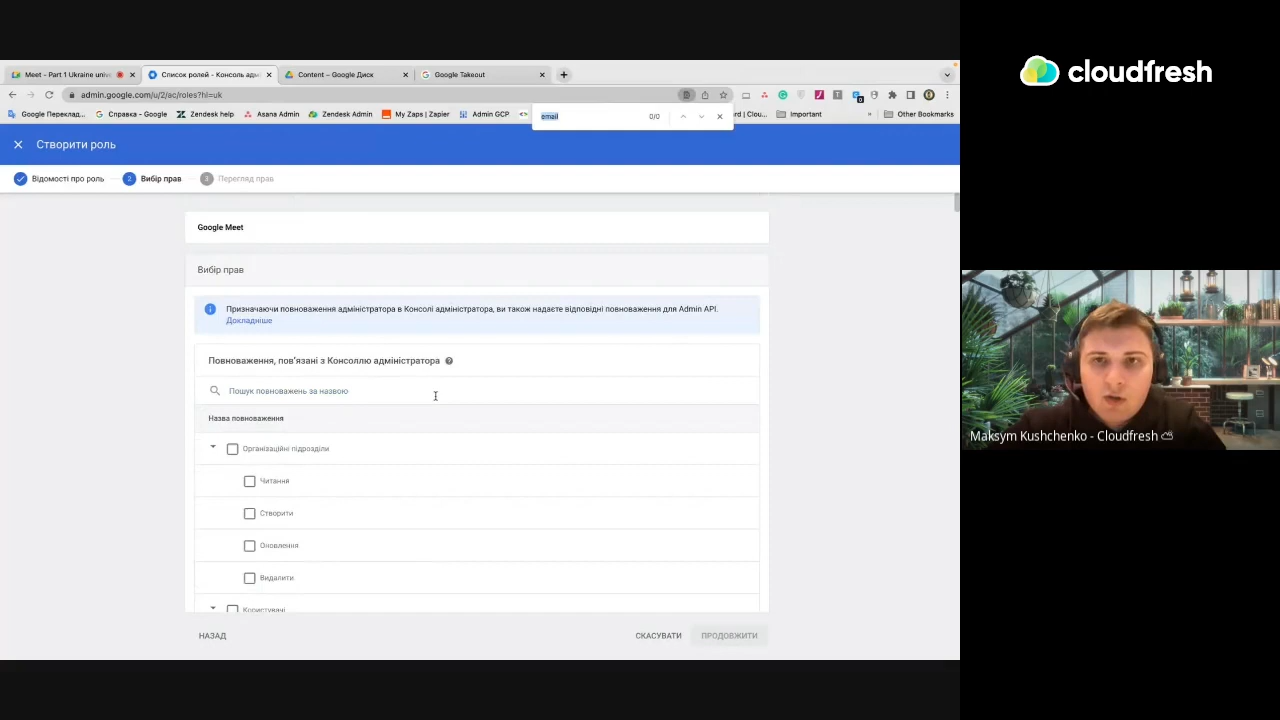 cloudfresh
Meet – Part 1 Ukraine univ
Список ролей - Консоль адм
Content – Google Диск
Google Takeout
admin.google.com/u/2/ac/roles?hl=uk
Google Переклад...
Справка - Google
Zendesk help
Asana Admin
Zendesk Admin
My Zaps | Zapier
Admin GCP
rd | Clou...
Important
Other Bookmarks
email
0/0
Створити роль
Відомості про роль
2 Вибір прав
3 Перегляд прав
Google Meet
Вибір прав
Призначаючи повноваження адміністратора в Консолі адміністратора, ви також надаєте відповідні повноваження для Admin API.
Докладніше
Повноваження, пов'язані з Консоллю адміністратора
Пошук повноважень за назвою
Назва повноваження
Організаційні підрозділи
Читання
Створити
Оновлення
Видалити
Користувачі
НАЗАД
СКАСУВАТИ
ПРОДОВЖИТИ
Maksym Kushchenko - Cloudfresh